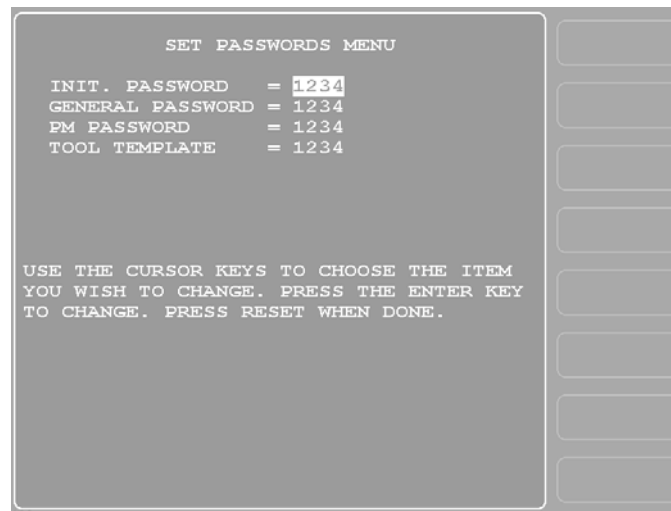 SET PASSWORDS MENU
INIT. PASSWORD = 1234
GENERAL PASSWORD = 1234
PM PASSWORD = 1234
TOOL TEMPLATE = 1234
USE THE CURSOR KEYS TO CHOOSE THE ITEM
YOU WISH TO CHANGE. PRESS THE ENTER KEY
TO CHANGE. PRESS RESET WHEN DONE.